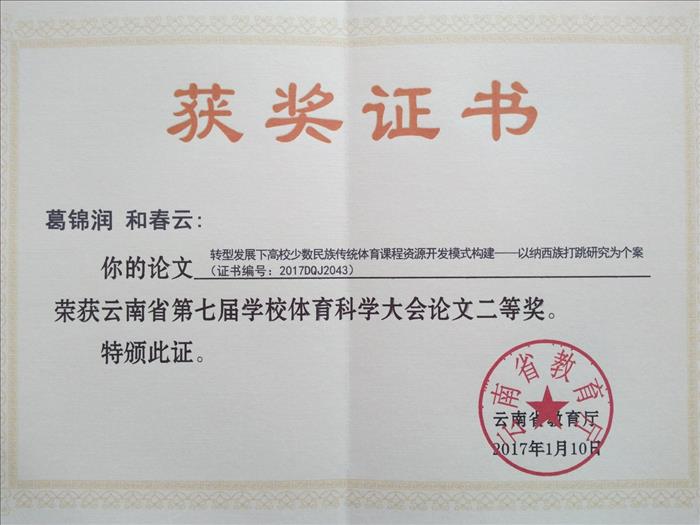 获奖证书
葛锦润 和春云:
转型发展下高校少数民族传统体育课程资源开发模式构建——以纳西族打跳研究为个案
你的论文（证书编号：2017DQJ2043）
荣获云南省第七届学校体育科学大会论文二等奖。
特颁此证。
云南省教育厅
云南省教育厅
2017年1月10日